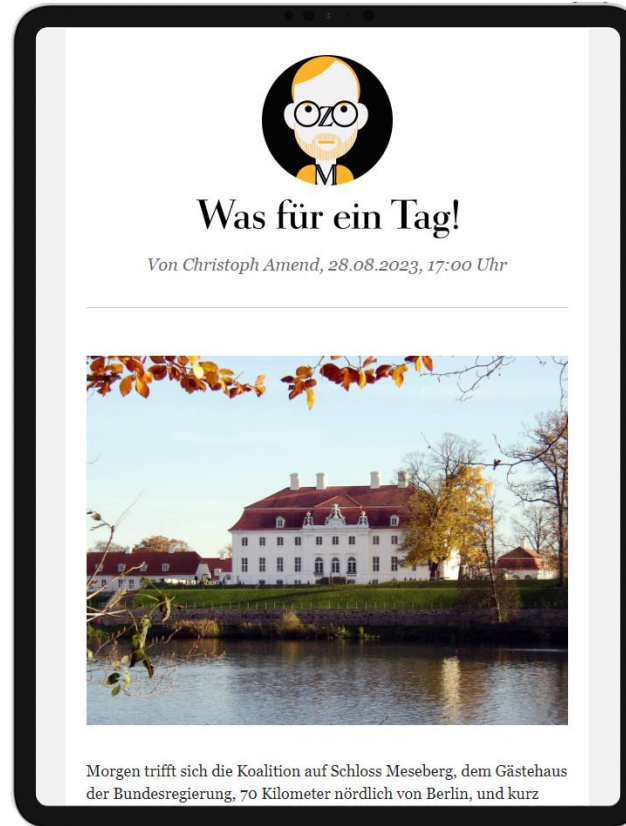 OZO
M
Was für ein Tag!
Von Christoph Amend, 28.08.2023, 17:00 Uhr
Morgen trifft sich die Koalition auf Schloss Meseberg, dem Gästehaus
der Bundesregierung, 70 Kilometer nördlich von Berlin, und kurz